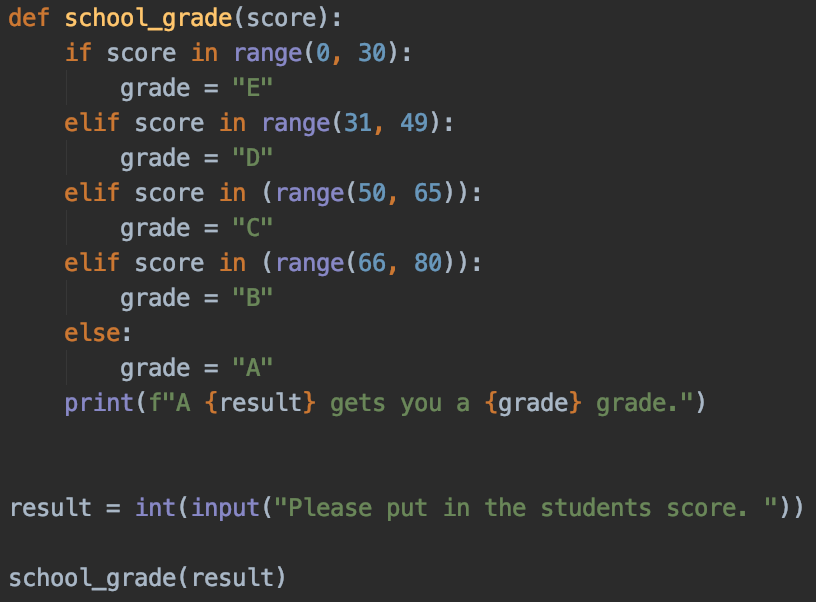 def school_grade(score):
    if score in range(0, 30):
        grade = "E"
    elif score in range(31, 49):
        grade = "D"
    elif score in (range(50, 65)):
        grade = "C"
    elif score in (range(66, 80)):
        grade = "B"
    else:
        grade = "A"
    print(f"A {result} gets you a {grade} grade.")
result = int(input("Please put in the students score. "))
school_grade(result)